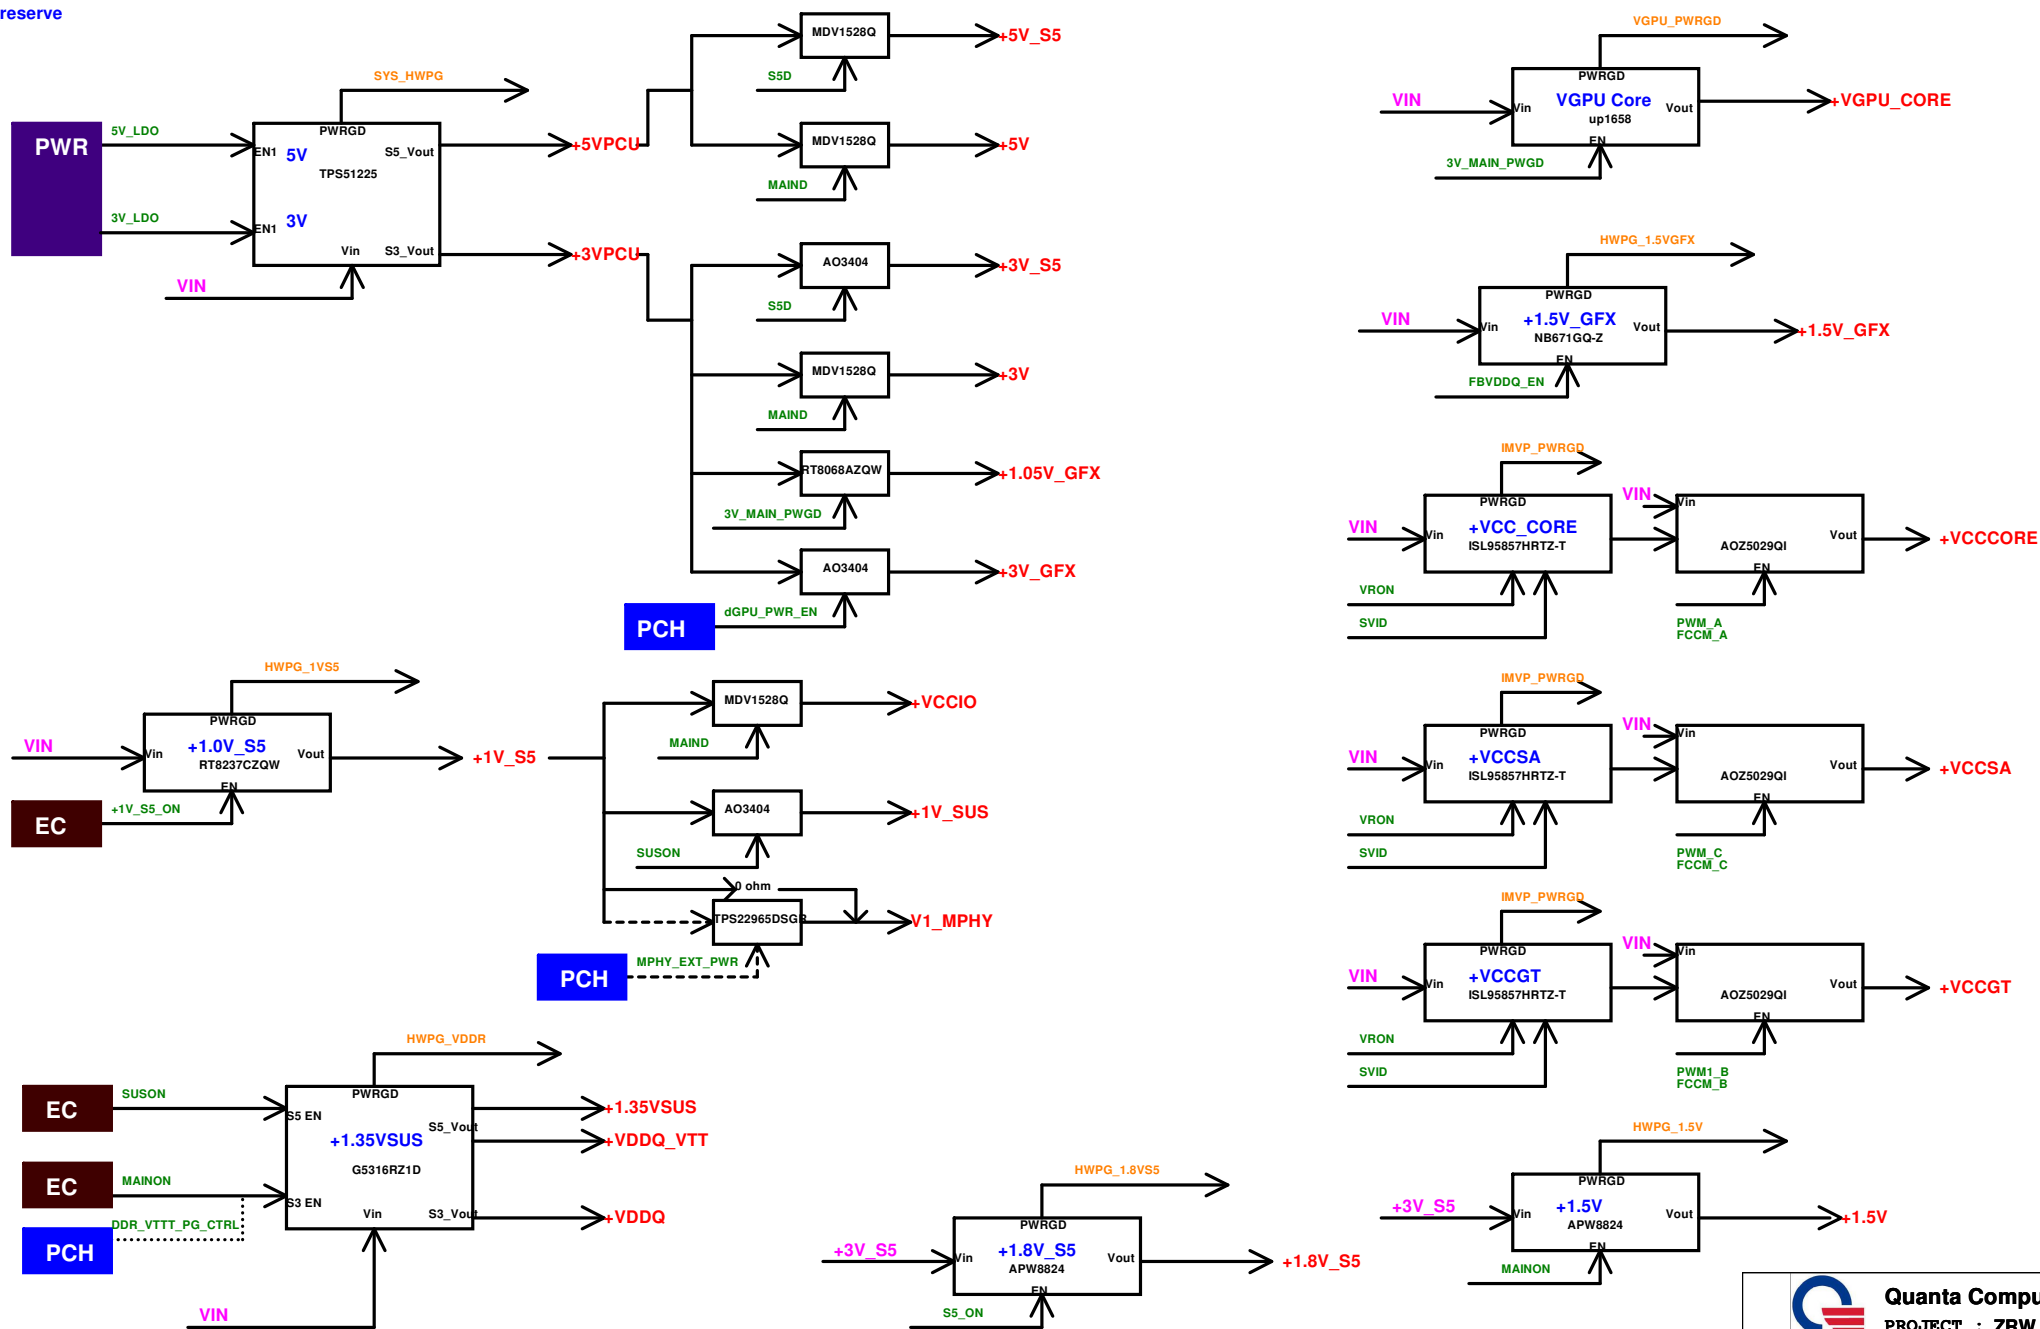 reserve
PWR
5V_LDO
3V_LDO
SYS_HWPG
PWRGD
EN1
5V
S5_Vout
TPS51225
EN1
3V
Vin
S3_Vout
VIN
+5VPCU
+3VPCU
MDV1528Q
+5V_S5
S5D
MDV1528Q
+5V
MAIND
AO3404
+3V_S5
S5D
MDV1528Q
+3V
MAIND
RT8068AZQW
+1.05V_GFX
3V_MAIN_PWGD
AO3404
+3V_GFX
PCH
dGPU_PWR_EN
VGPU_PWRGD
PWRGD
VIN
Vin
VGPU Core
Vout
up1658
EN
+VGPU_CORE
3V_MAIN_PWGD
HWPG_1.5VGFX
PWRGD
VIN
Vin
+1.5V_GFX
Vout
NB671GQ-Z
EN
+1.5V_GFX
FBVDDQ_EN
IMVP_PWRGD
PWRGD
VIN
Vin
+VCC_CORE
ISL95857HRTZ-T
VIN
Vin
Vout
AOZ5029QI
EN
+VCCCORE
VRON
SVID
PWM_A
FCCM_A
HWPG_1VS5
PWRGD
VIN
Vin
+1.0V_S5
Vout
RT8237CZQW
EN
+1V_S5
EC
+1V_S5_ON
MDV1528Q
+VCCIO
MAIND
AO3404
+1V_SUS
SUSON
0 ohm
TPS22965DSGR
V1_MPHY
PCH
MPHY_EXT_PWR
IMVP_PWRGD
PWRGD
VIN
Vin
+VCCSA
ISL95857HRTZ-T
VIN
Vin
Vout
AOZ5029QI
EN
+VCCSA
VRON
SVID
PWM_C
FCCM_C
IMVP_PWRGD
PWRGD
VIN
Vin
+VCCGT
ISL95857HRTZ-T
VIN
Vin
Vout
AOZ5029QI
EN
+VCCGT
VRON
SVID
PWM1_B
FCCM_B
HWPG_VDDR
PWRGD
EC
SUSON
S5 EN
S5_Vout
+1.35VSUS
G5316RZ1D
EC
MAINON
S3 EN
Vin
S3_Vout
PCH
DDR_VTTT_PG_CTRL
VIN
+1.35VSUS
+VDDQ_VTT
+VDDQ
HWPG_1.8VS5
PWRGD
+3V_S5
Vin
+1.8V_S5
Vout
APW8824
EN
+1.8V_S5
S5_ON
HWPG_1.5V
PWRGD
+3V_S5
Vin
+1.5V
Vout
APW8824
EN
+1.5V
MAINON
Quanta Compu
PROJECT : ZRW